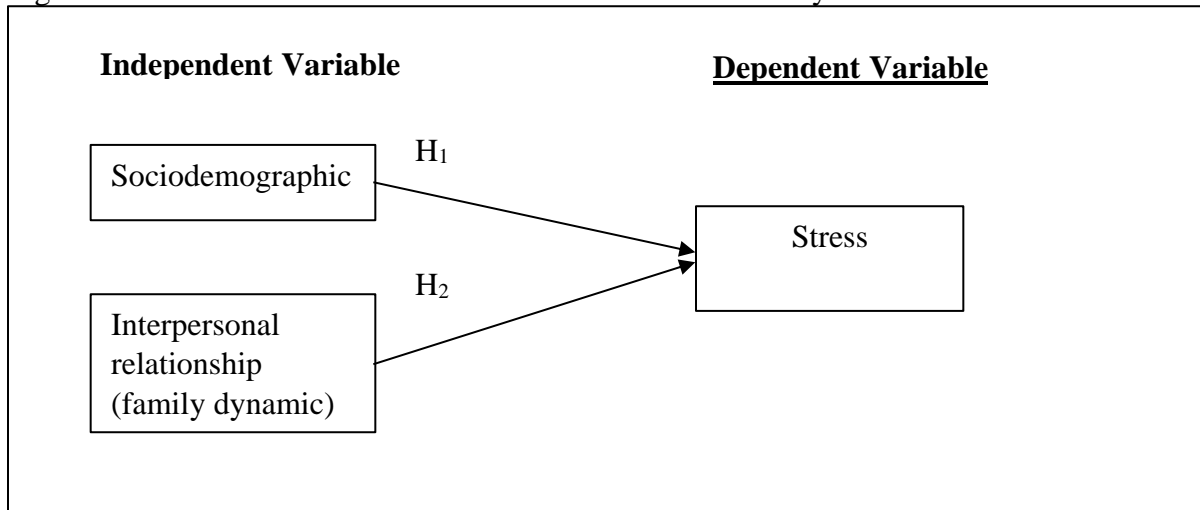 Independent Variable
Dependent Variable
Sociodemographic
H₁
Stress
H₂
Interpersonal
relationship
(family dynamic)